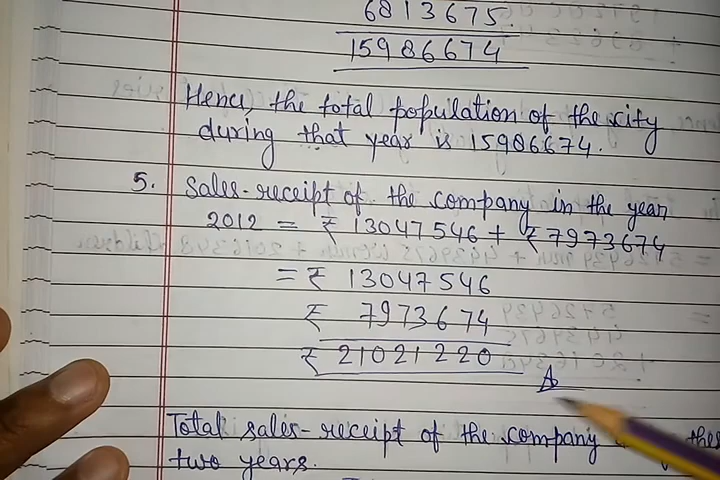 6813675
15986674
Hence, the total population of the city
during that year is 15986674.
5. Sales-receipt of the company in the year
2012 = ₹ 13047546 + ₹ 7973674
= ₹ 13047546
₹ 7973674
₹ 21021220
Total sales-receipt of the company
two years.